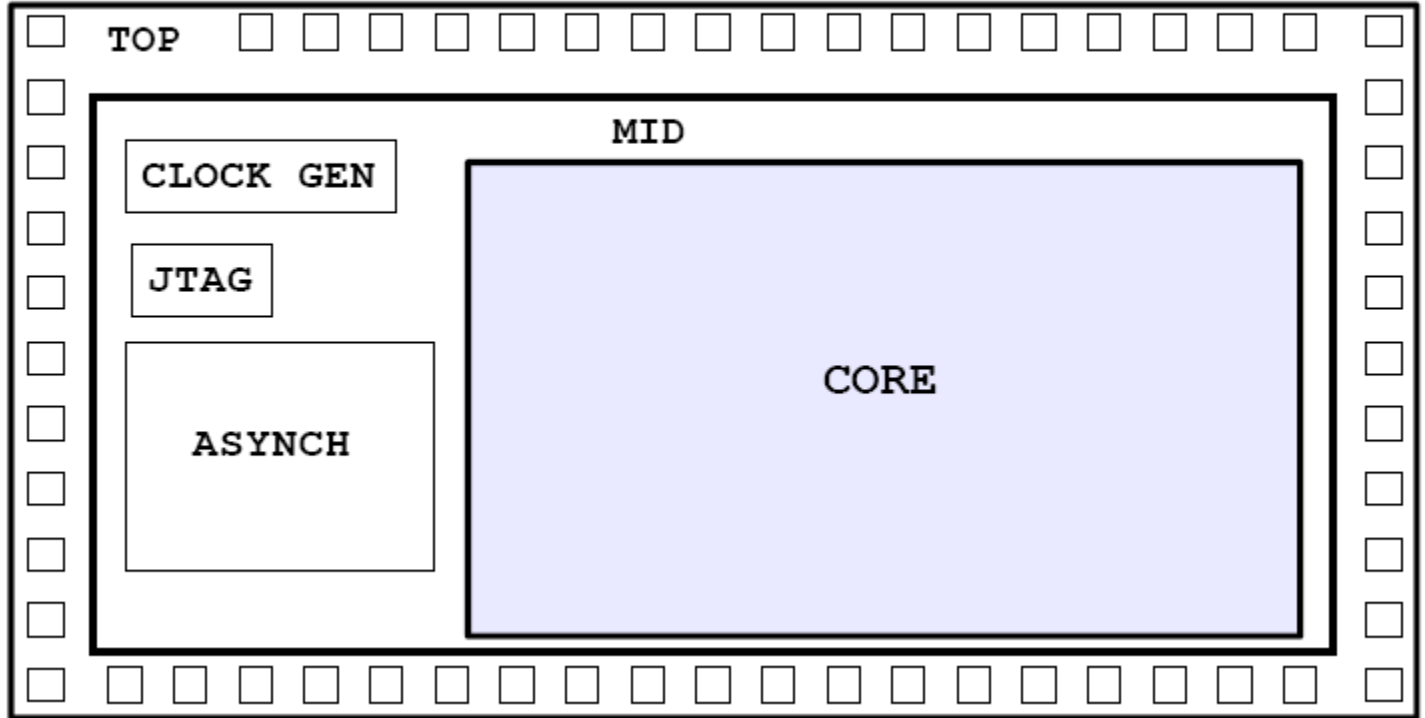 TOP
MID
CLOCK GEN
JTAG
CORE
ASYNCH